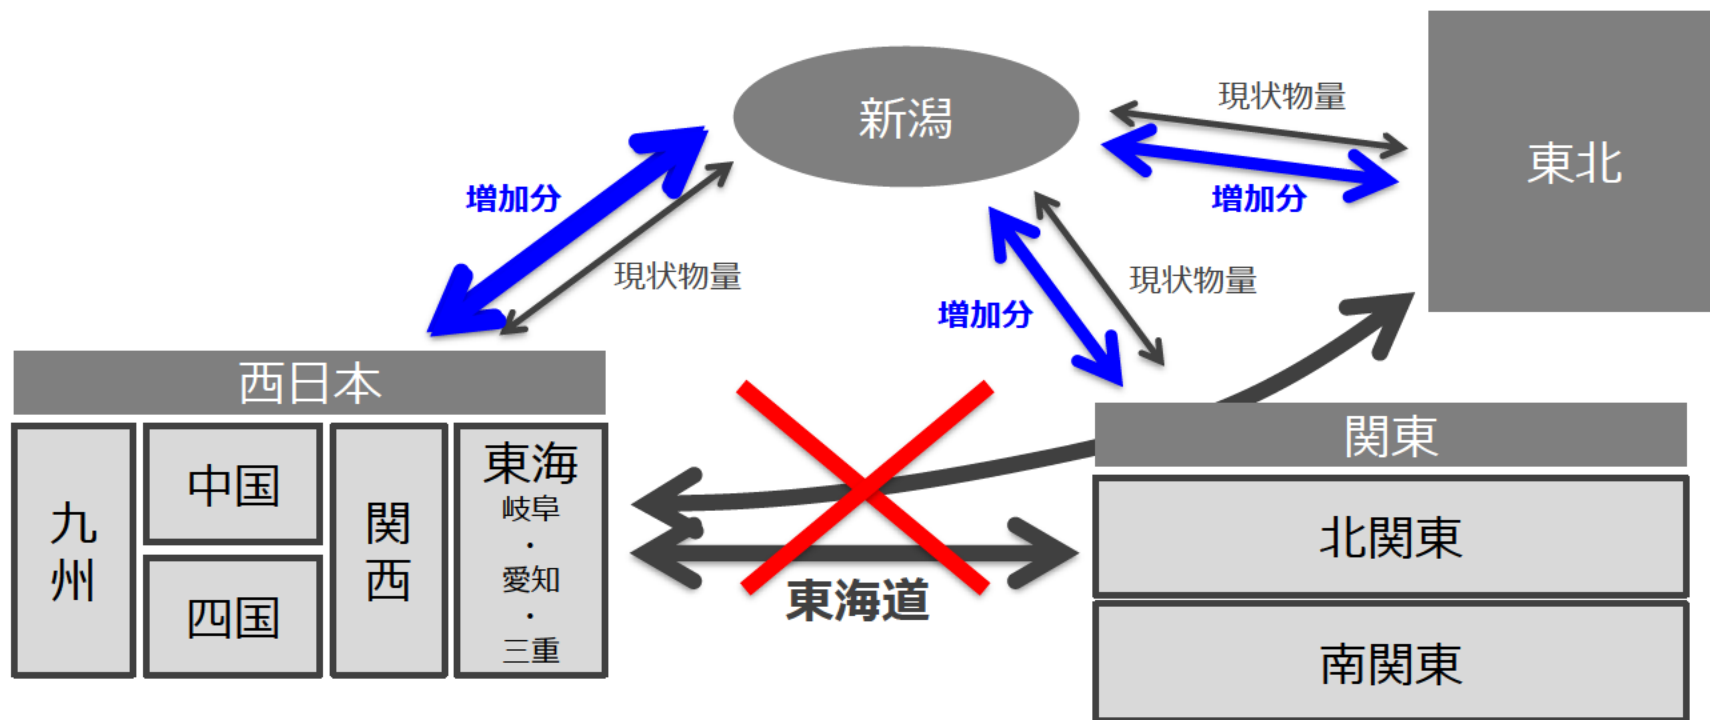 新潟
現状物量
東北
増加分
増加分
現状物量
現状物量
増加分
西日本
関東
九州
中国
四国
関西
東海
岐阜
・
愛知
・
三重
東海道
北関東
南関東